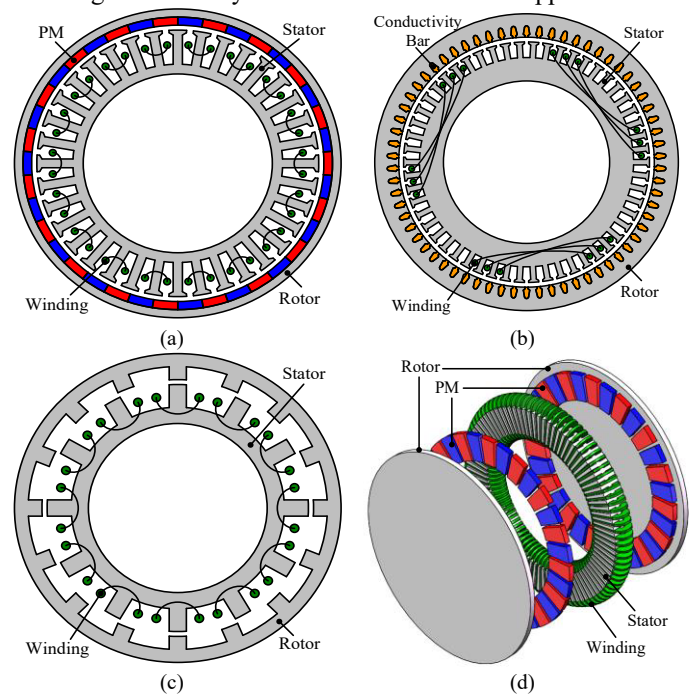 PM
Stator
Winding
Rotor
(a)
Conductivity
Bar
Stator
Winding
Rotor
(b)
Stator
Winding
Rotor
(c)
Rotor
PM
Stator
Winding
(d)